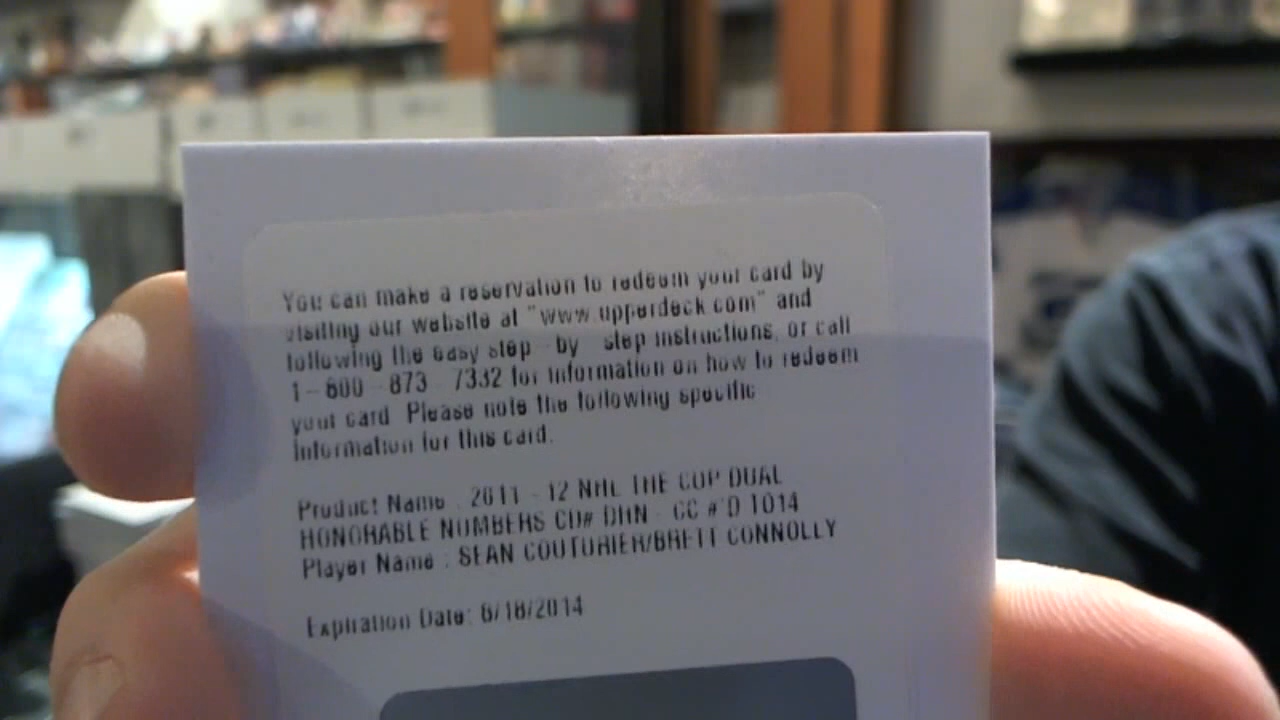 You can make a reservation to redeem your card by
visiting our website at "www.upperdeck.com" and
following the easy step - by - step instructions, or call
1 - 800 - 873 - 7332 for information on how to redeem
your card. Please note the following specific
information for this card.
Product Name : 2011 - 12 NHL THE CUP DUAL
HONORABLE NUMBERS CD# DHN - CC #'D TO14
Player Name : SEAN COUTURIER/BRETT CONNOLLY
Expiration Date: 6/18/2014